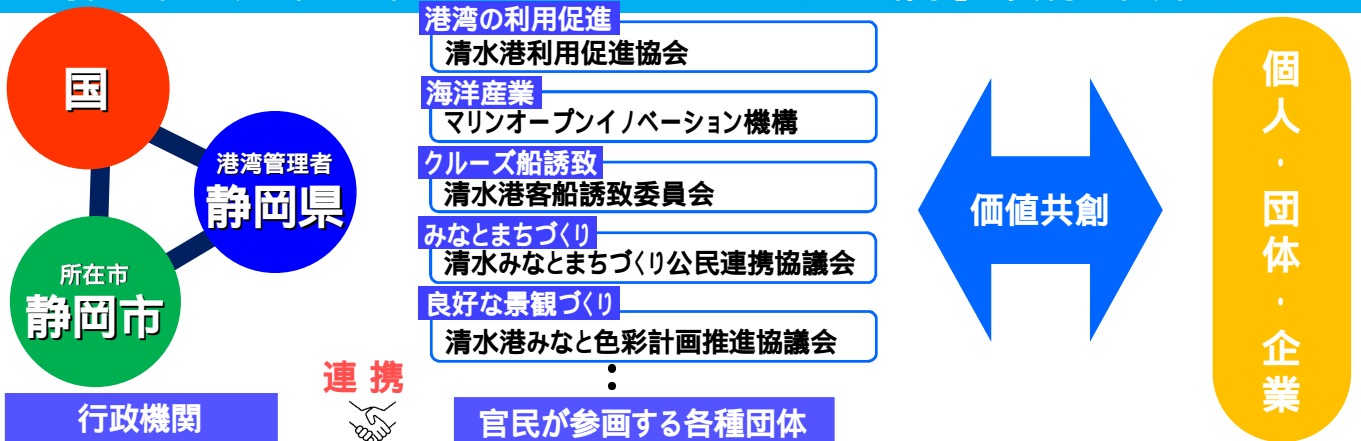 国
港湾管理者
静岡県
所在市
静岡市
行政機関
連携
港湾の利用促進
清水港利用促進協会
海洋産業
マリンオープンイノベーション機構
クルーズ船誘致
清水港客船誘致委員会
みなとまちづくり
清水みなとまちづくり公民連携協議会
良好な景観づくり
清水港みなと色彩計画推進協議会
官民が参画する各種団体
価値共創
個人・団体・企業